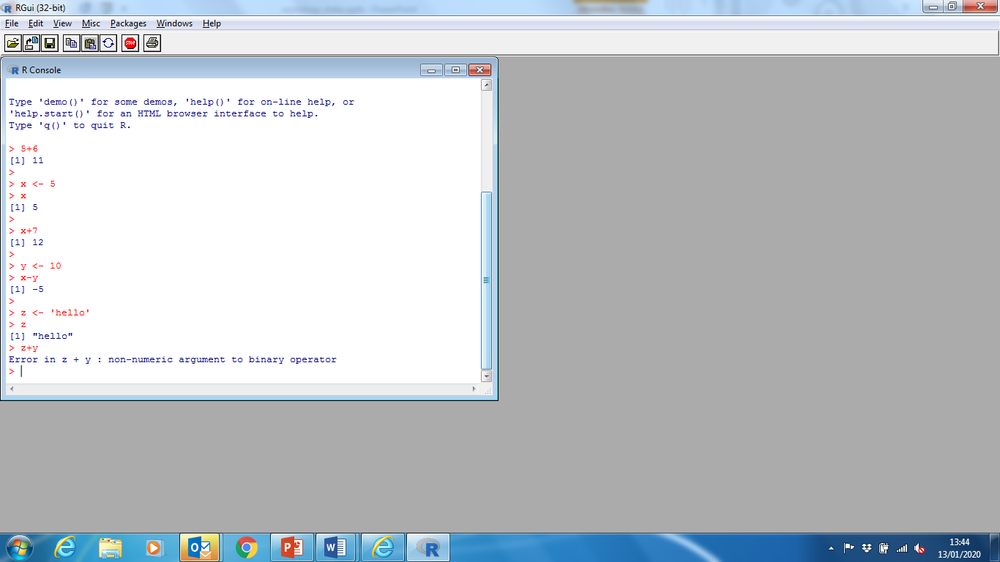 RGui (32-bit)
File Edit View Misc Packages Windows Help
STOP
R Console
Type 'demo()' for some demos, 'help()' for on-line help, or
'help.start()' for an HTML browser interface to help.
Type 'q()' to quit R.
> 5+6
[1] 11
>
> x <- 5
> x
[1] 5
>
> x+7
[1] 12
>
> y <- 10
> x-y
[1] -5
>
> z <- 'hello'
> z
[1] "hello"
> z+y
Error in z + y : non-numeric argument to binary operator
>
13:44
13/01/2020